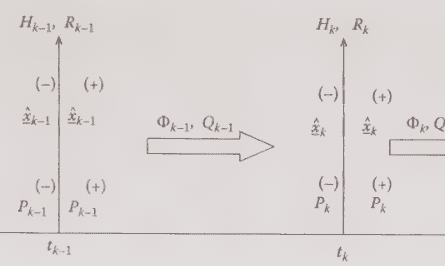 H_{k-1}, R_{k-1} H_k, R_k
(−) (+) (−) (+)
x̂_{k-1} x̂_{k-1} Φ_{k-1}, Q_{k-1} x̂_k x̂_k Φ_k, Q
(−) (+) (−) (+)
P_{k-1} P_{k-1} P_k P_k
t_{k-1} t_k